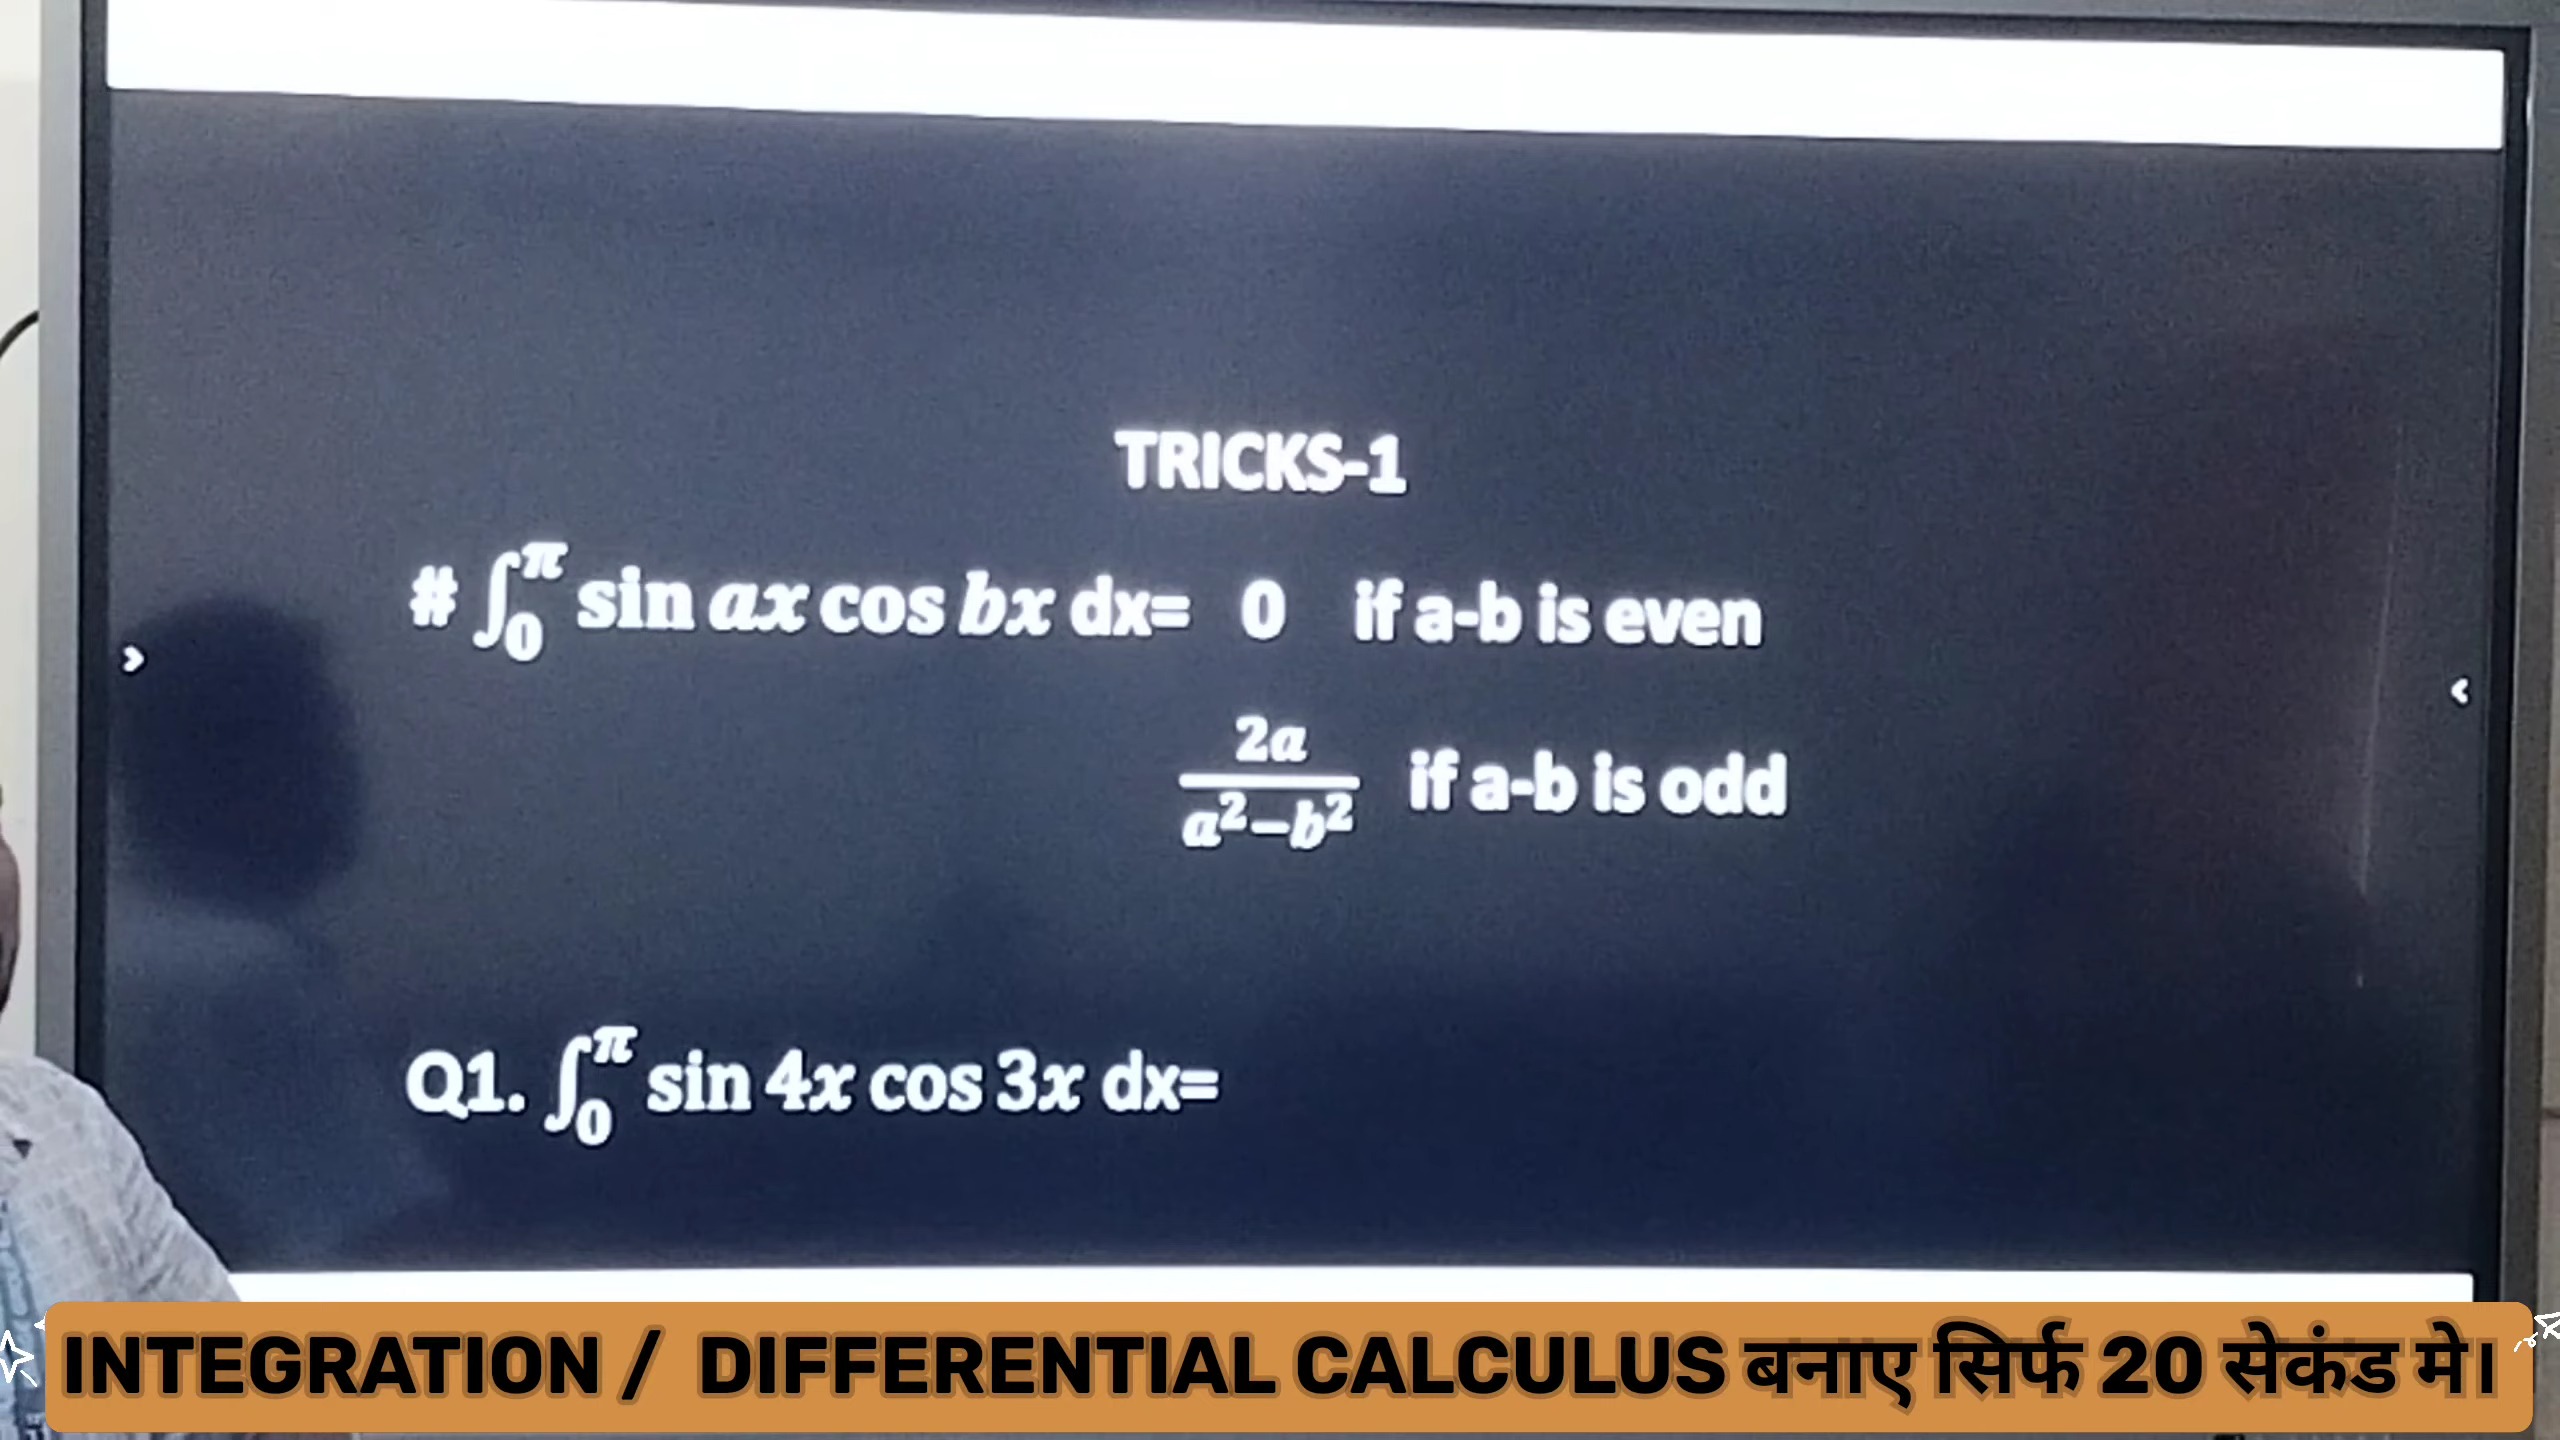 TRICKS-1
# ∫₀^π sin ax cos bx dx= 0 if a-b is even
2a/(a²−b²) if a-b is odd
Q1. ∫₀^π sin 4x cos 3x dx=
INTEGRATION / DIFFERENTIAL CALCULUS बनाए सिर्फ 20 सेकंड मे।